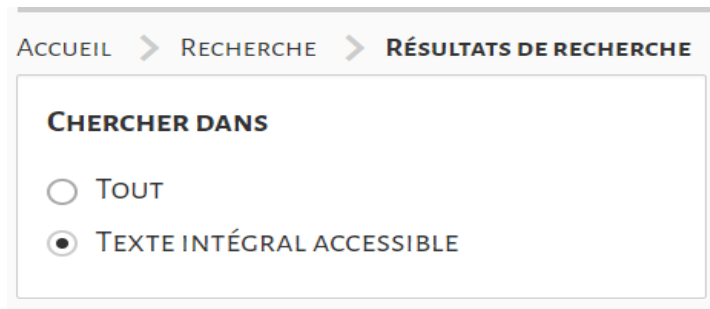 Accueil > Recherche > Résultats de recherche
Chercher dans
Tout
Texte intégral accessible